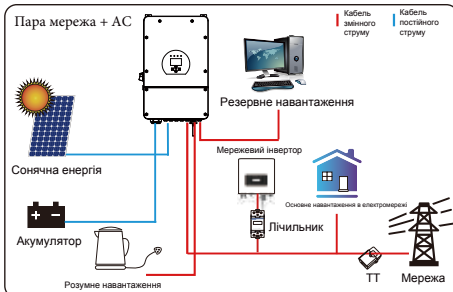 Пара мережа + АС
Кабель
змінного
струму
Кабель
постійного
струму
Резервне навантаження
Сонячна енергія
Мережевий інвертор
Основне навантаження в електромережі
Лічильник
Акумулятор
Розумне навантаження
ТТ
Мережа